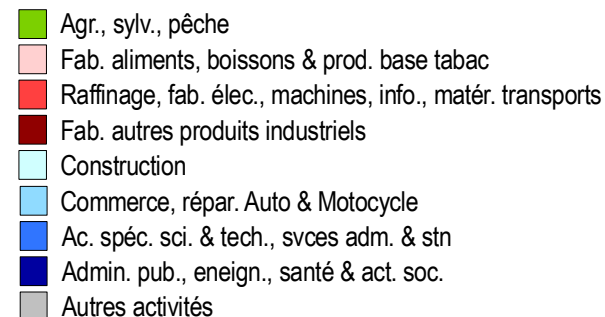 Agr., sylv., pêche
Fab. aliments, boissons & prod. base tabac
Raffinage, fab. élec., machines, info., matér. transports
Fab. autres produits industriels
Construction
Commerce, répar. Auto & Motocycle
Ac. spéc. sci. & tech., svces adm. & stn
Admin. pub., eneign., santé & act. soc.
Autres activités